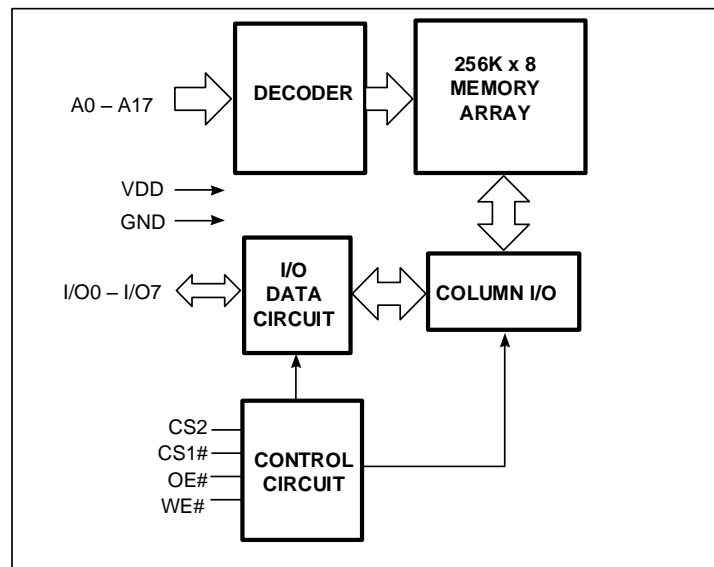 A0 – A17
DECODER
256K x 8
MEMORY
ARRAY
VDD
GND
I/O0 – I/O7
I/O
DATA
CIRCUIT
COLUMN I/O
CS2
CS1#
OE#
WE#
CONTROL
CIRCUIT